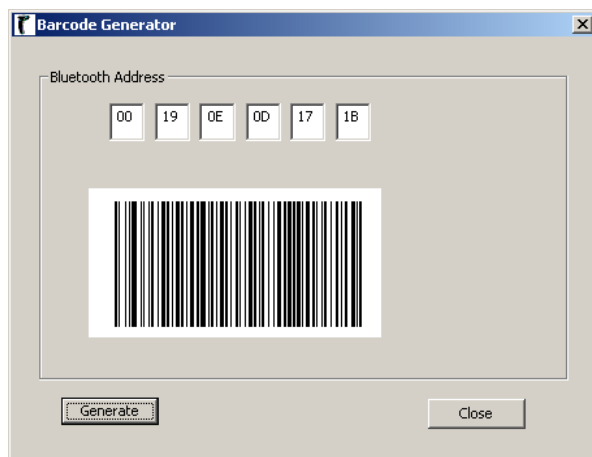 Barcode Generator
Bluetooth Address
00 19 0E 0D 17 1B
Generate Close